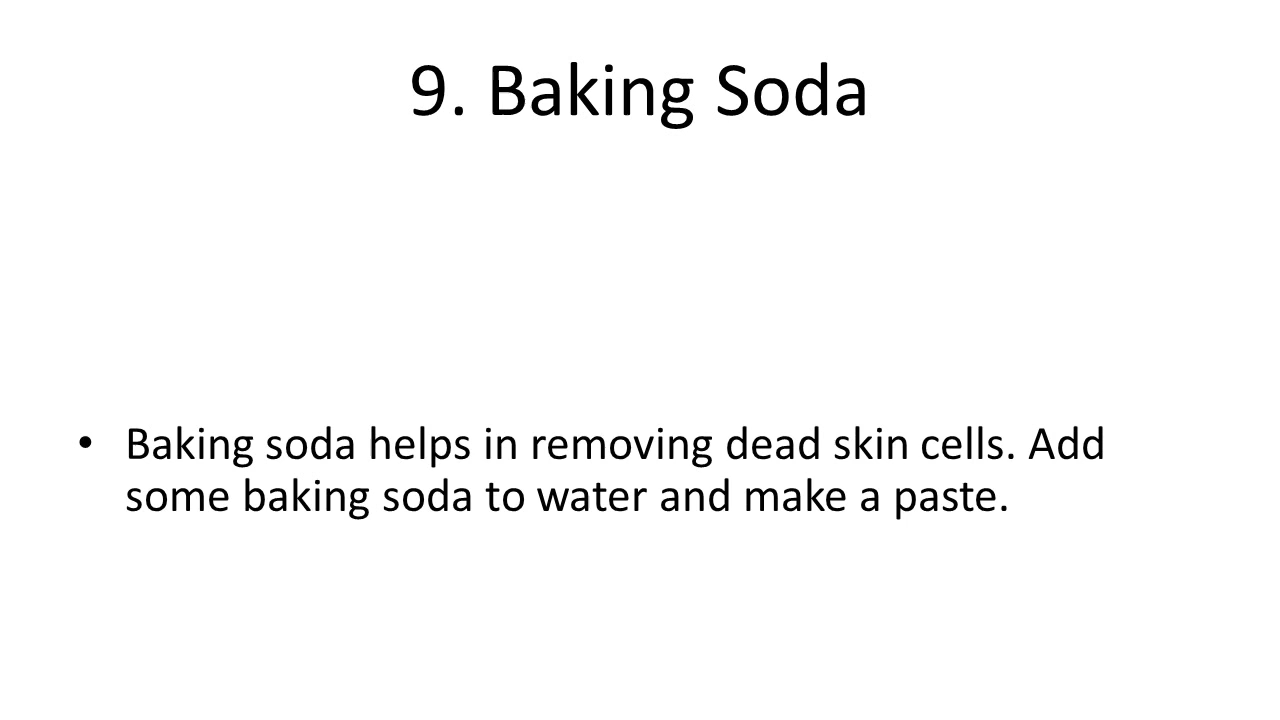 9. Baking Soda
• Baking soda helps in removing dead skin cells. Add
some baking soda to water and make a paste.